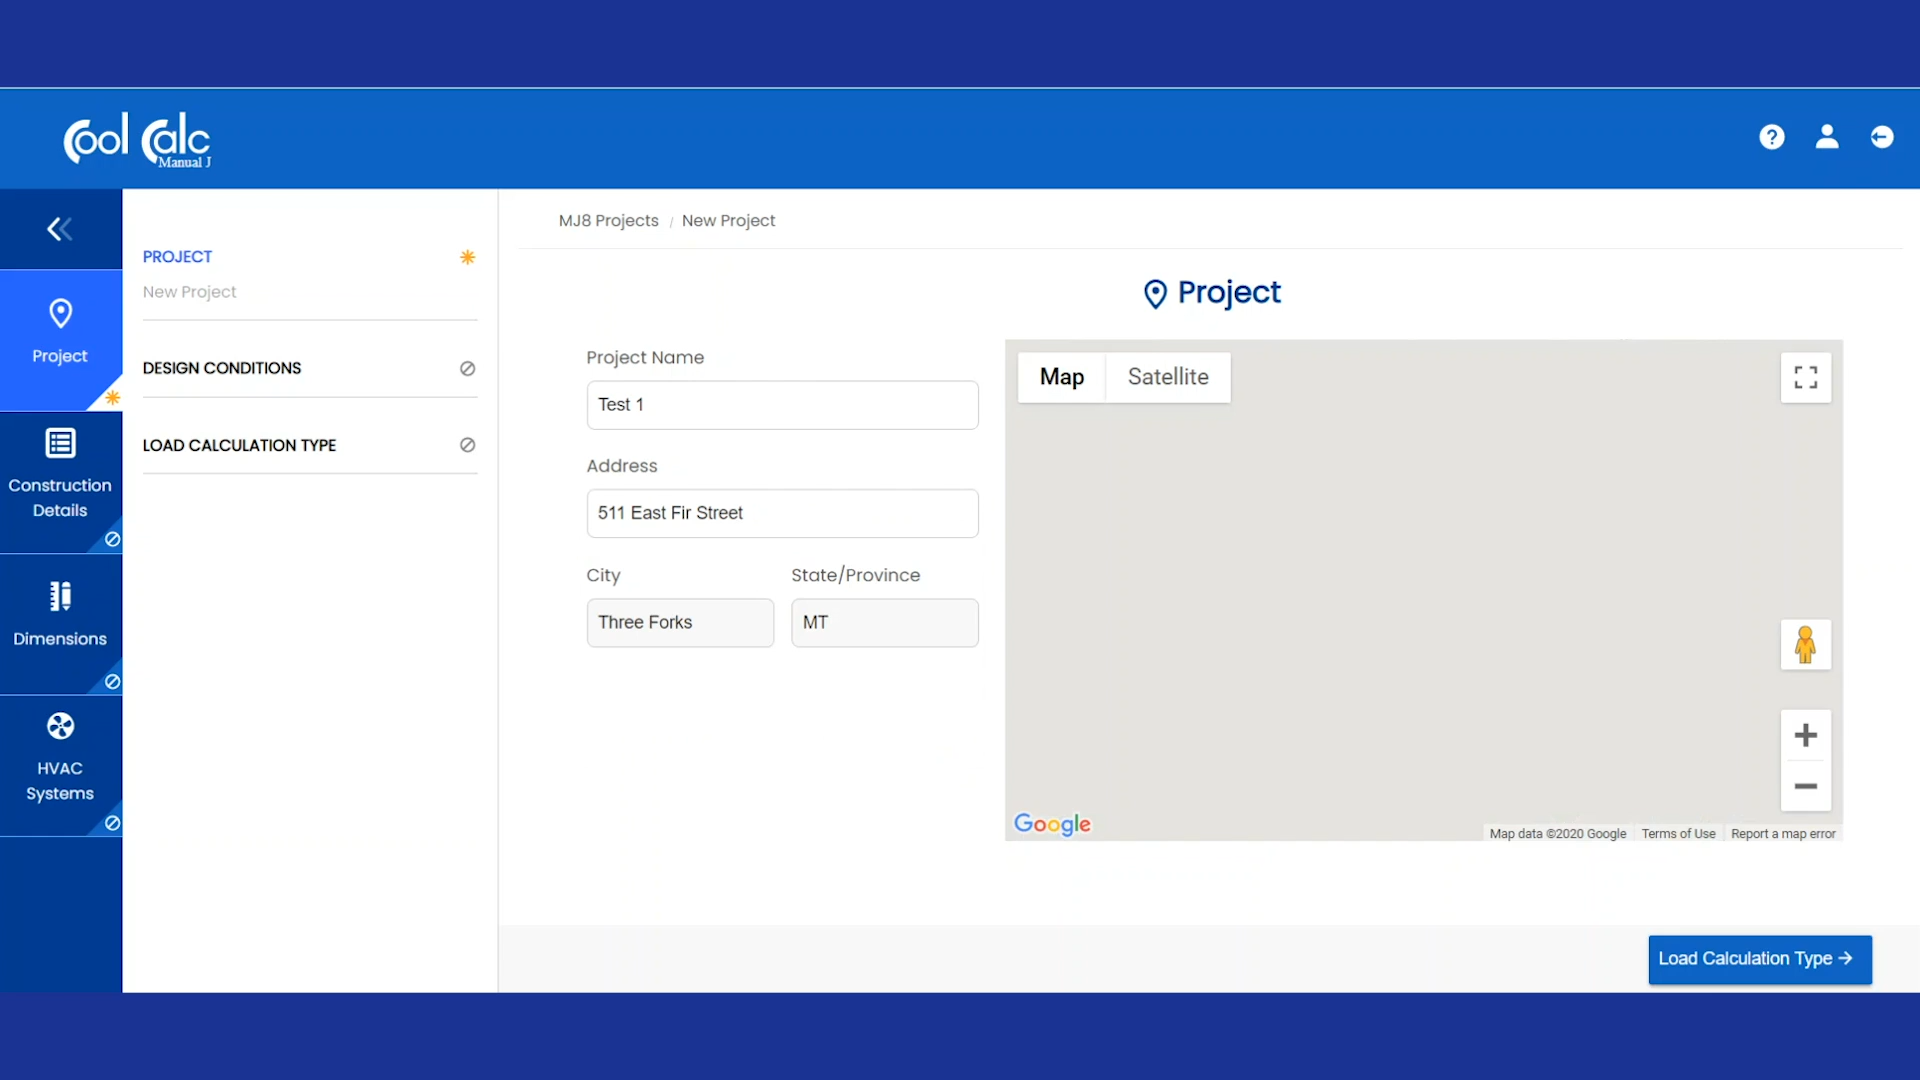 Cool Calc
Manual J
Project
Construction
Details
Dimensions
HVAC
Systems
PROJECT
New Project
DESIGN CONDITIONS
LOAD CALCULATION TYPE
MJ8 Projects / New Project
Project
Project Name
Test 1
Address
511 East Fir Street
City
State/Province
Three Forks
MT
Map
Satellite
Google
Map data ©2020 Google
Terms of Use
Report a map error
Load Calculation Type →